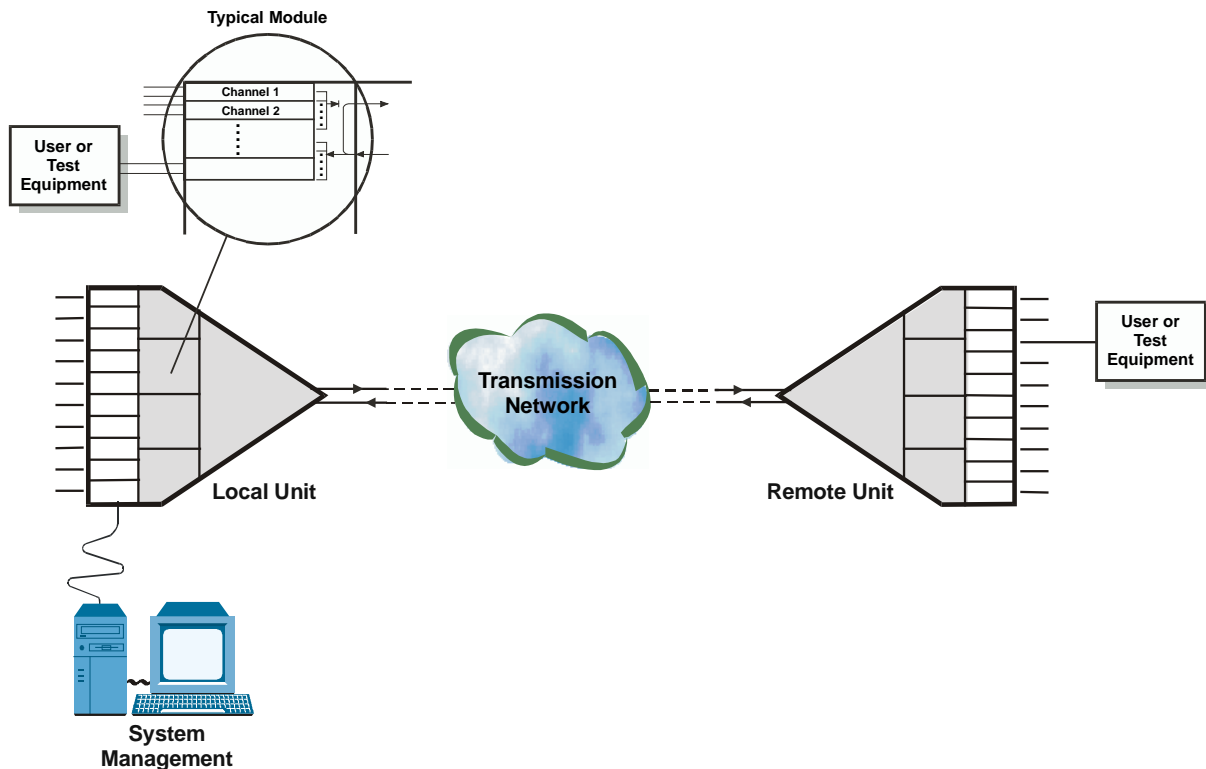 Typical Module
Channel 1
Channel 2
User or
Test
Equipment
Transmission
Network
User or
Test
Equipment
Local Unit
Remote Unit
System
Management